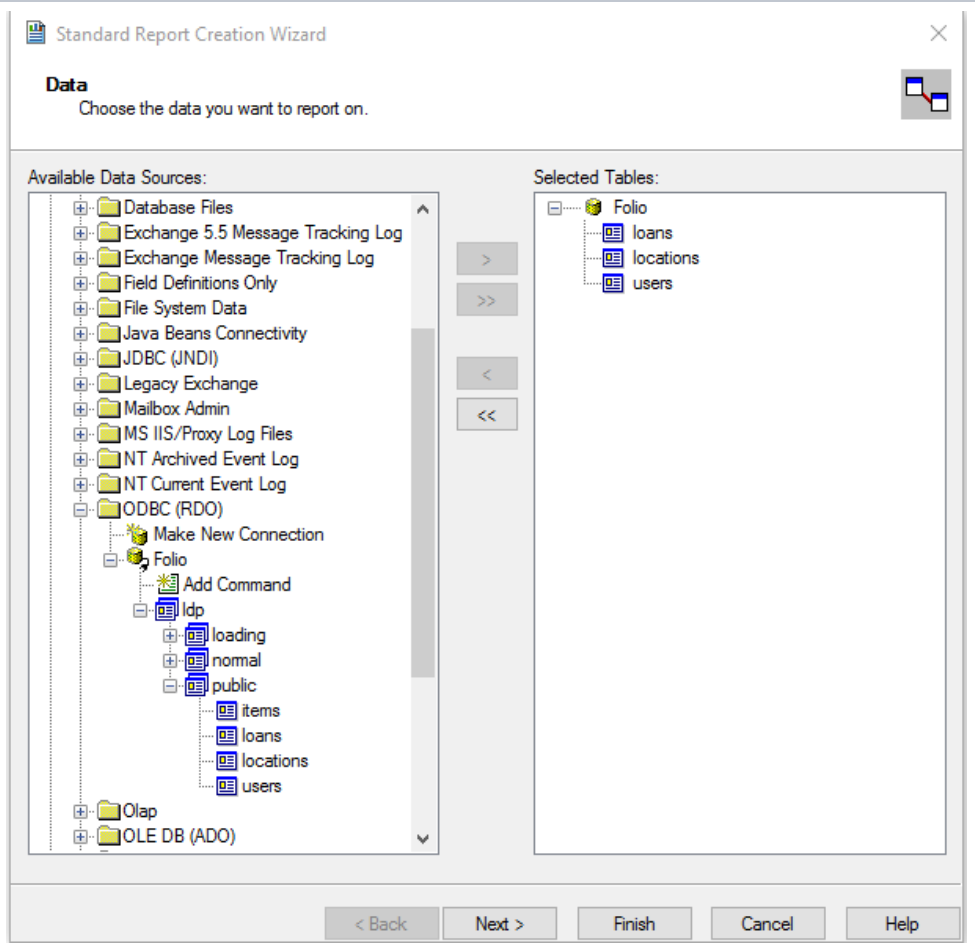 Standard Report Creation Wizard
Data
Choose the data you want to report on.
Available Data Sources:
Database Files
Exchange 5.5 Message Tracking Log
Exchange Message Tracking Log
Field Definitions Only
File System Data
Java Beans Connectivity
JDBC (JNDI)
Legacy Exchange
Mailbox Admin
MS IIS/Proxy Log Files
NT Archived Event Log
NT Current Event Log
ODBC (RDO)
Make New Connection
Folio
Add Command
ldp
loading
normal
public
items
loans
locations
users
Olap
OLE DB (ADO)
>
>>
<
<<
Selected Tables:
Folio
loans
locations
users
< Back
Next >
Finish
Cancel
Help